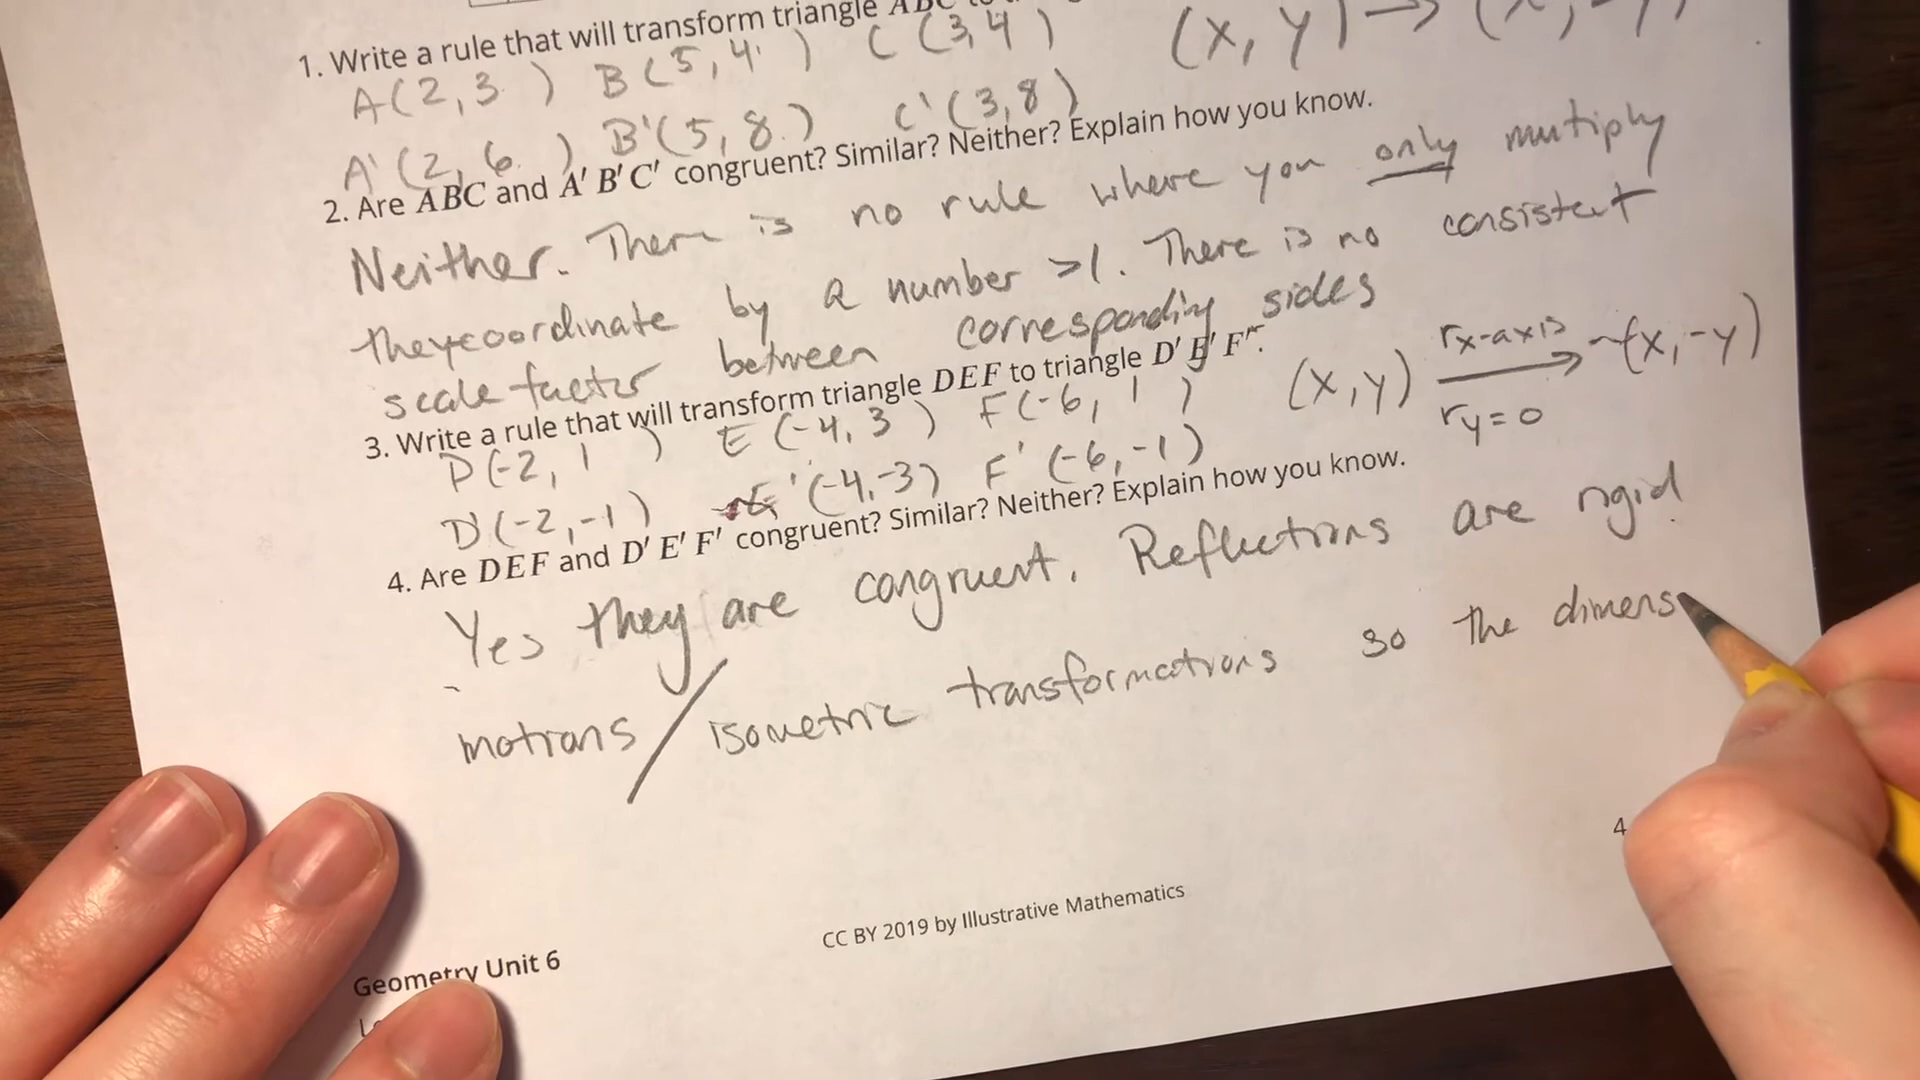 1. Write a rule that will transform triangle ABC
A(2,3 ) B(5,4 ) C(3,4 ) (x, y) →
A'(2, 6 ) B'(5, 8 ) C'(3, 8 )
2. Are ABC and A' B' C' congruent? Similar? Neither? Explain how you know.
Neither. There is no rule where you only multiply
the y coordinate by a number >1. There is no consistent
scale factor between corresponding sides
3. Write a rule that will transform triangle DEF to triangle D' E' F'.
D(-2, 1 ) E(-4, 3 ) F(-6, 1 ) (x,y) rx-axis ry=0 (x,-y)
D'(-2,-1) E'(-4,-3) F'(-6,-1)
4. Are DEF and D' E' F' congruent? Similar? Neither? Explain how you know.
Yes they are congruent. Reflections are rigid
motions / isometric transformations so the dimens
4
CC BY 2019 by Illustrative Mathematics
Geometry Unit 6